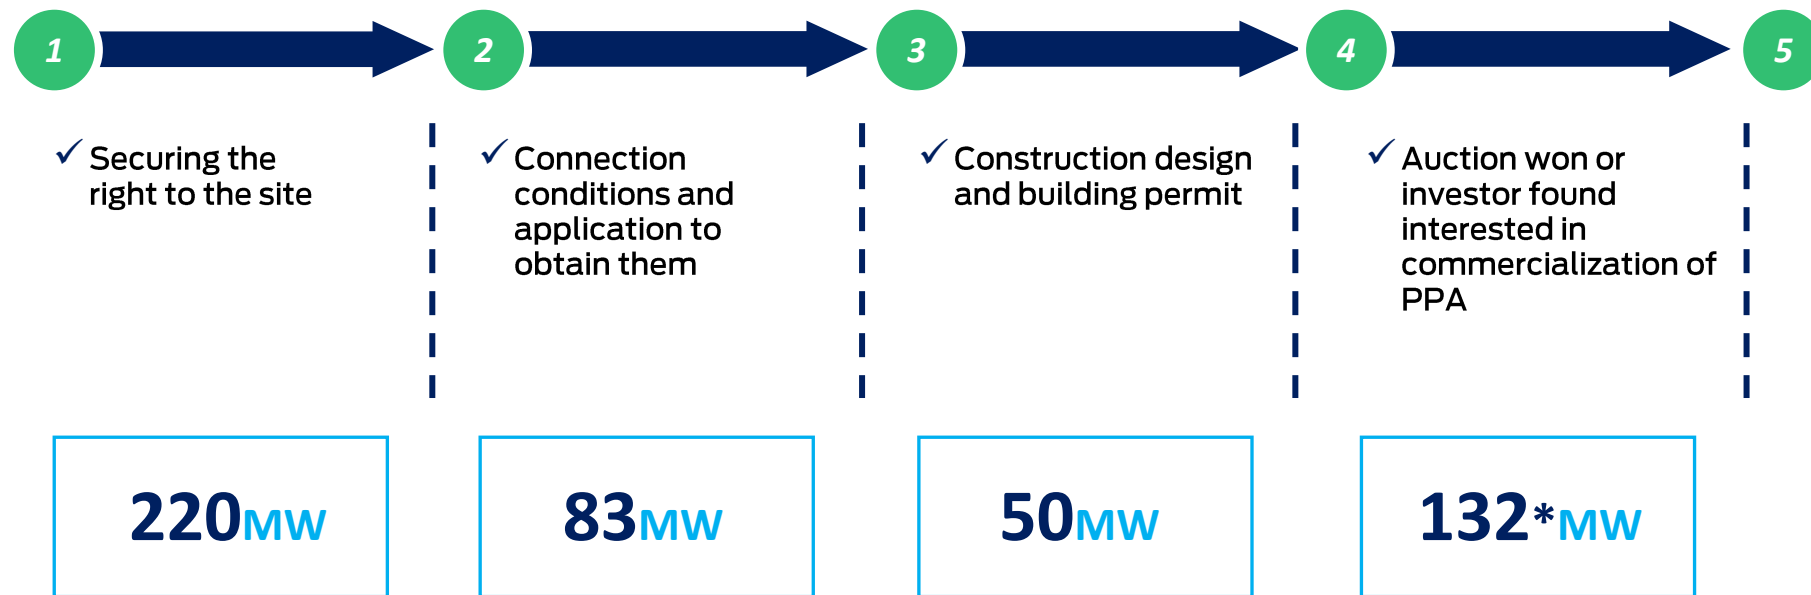 1
2
3
4
5
✓ Securing the
right to the site
✓ Connection
conditions and
application to
obtain them
✓ Construction design
and building permit
✓ Auction won or
investor found
interested in
commercialization of
PPA
220MW
83MW
50MW
132*MW